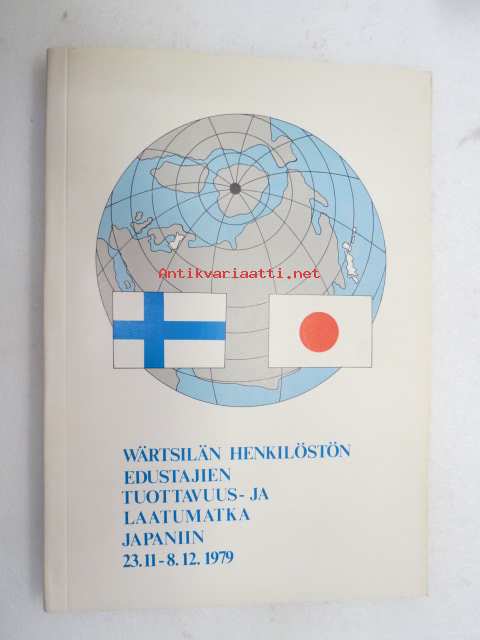 Antikvariaatti.net
WÄRTSILÄN HENKILÖSTÖN
EDUSTAJIEN
TUOTTAVUUS- JA
LAATUMATKA
JAPANIIN
23.11-8.12.1979